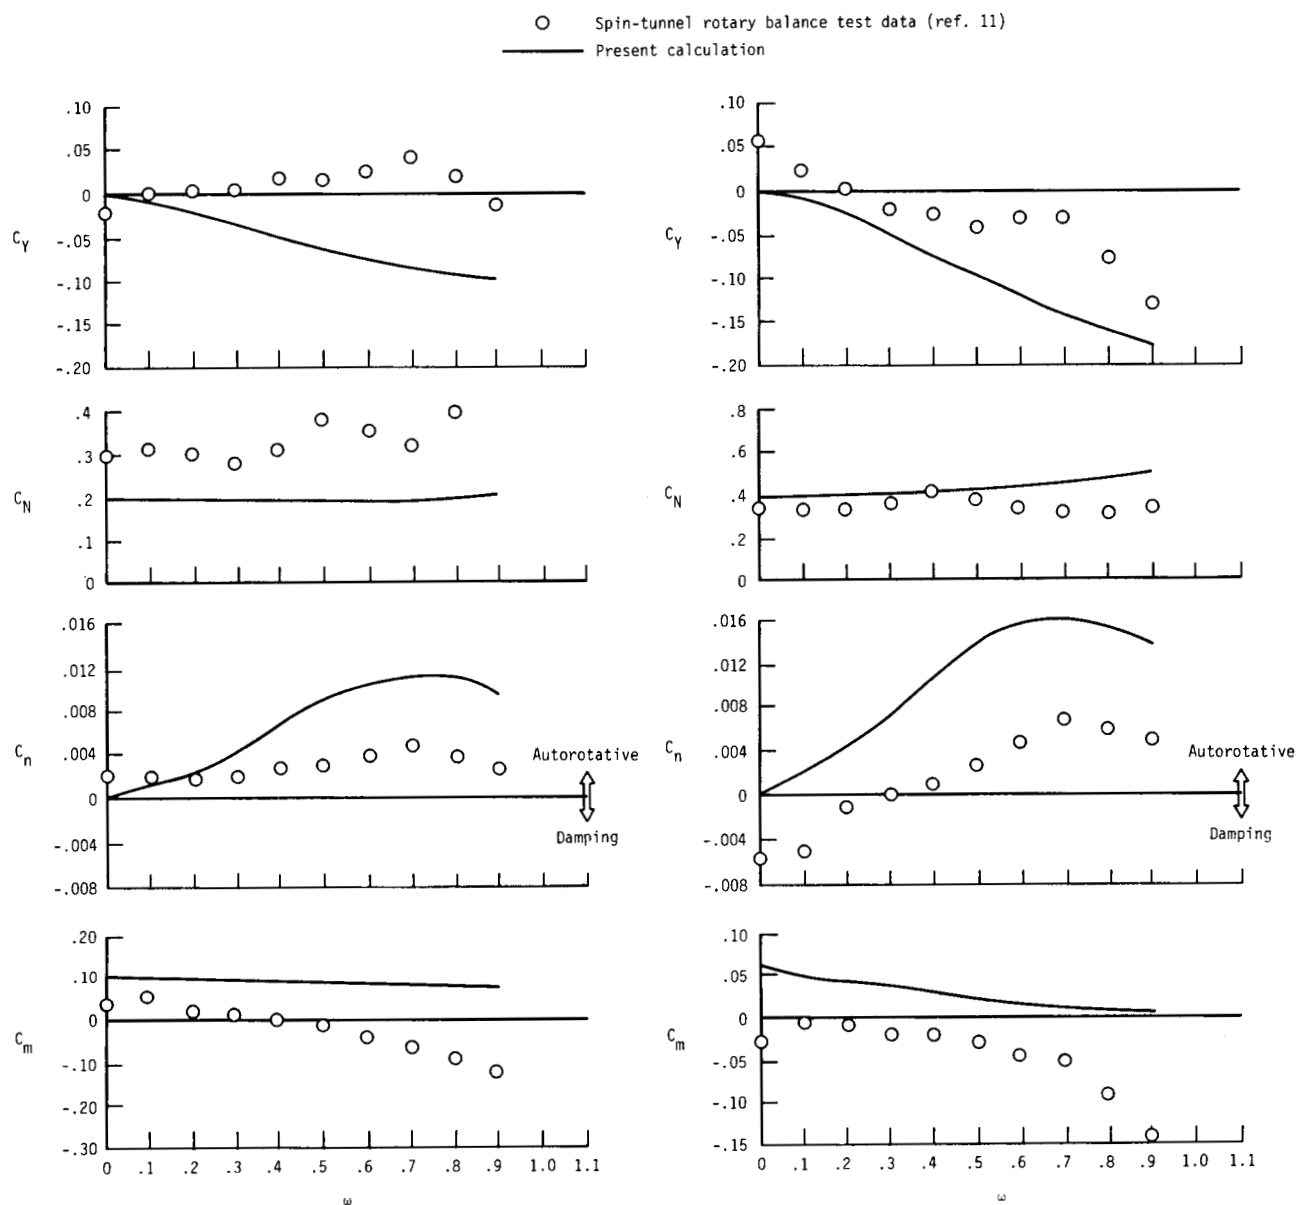 Spin-tunnel rotary balance test data (ref. 11)
Present calculation
.10
.05
0
-.05
-.10
-.15
-.20
C_Y
.10
.05
0
-.05
-.10
-.15
-.20
C_Y
.4
.3
.2
.1
0
C_N
.8
.6
.4
.2
0
C_N
.016
.012
.008
.004
0
-.004
-.008
C_n
Autorotative
Damping
.016
.012
.008
.004
0
-.004
-.008
C_n
Autorotative
Damping
.20
.10
0
-.10
-.20
-.30
C_m
0 .1 .2 .3 .4 .5 .6 .7 .8 .9 1.0 1.1
ω
.10
.05
0
-.05
-.10
-.15
C_m
0 .1 .2 .3 .4 .5 .6 .7 .8 .9 1.0 1.1
ω